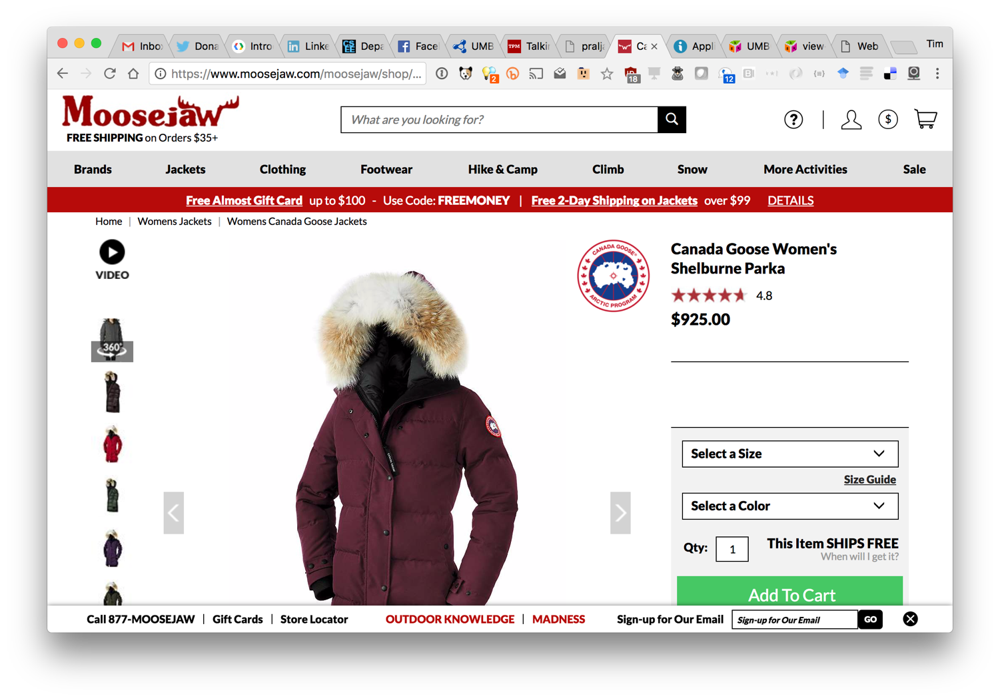 Inbo
Dona
Intro
Linke
Depa
Face
UMB
Talki
pralja
Ca
Appli
UMB
view-
Web
Tim
https://www.moosejaw.com/moosejaw/shop/...
2
18
12
Moosejaw
FREE SHIPPING on Orders $35+
What are you looking for?
Brands
Jackets
Clothing
Footwear
Hike & Camp
Climb
Snow
More Activities
Sale
Free Almost Gift Card up to $100 - Use Code: FREEMONEY | Free 2-Day Shipping on Jackets over $99 DETAILS
Home | Womens Jackets | Womens Canada Goose Jackets
VIDEO
360°
CANADA GOOSE
ARCTIC PROGRAM
Canada Goose Women's
Shelburne Parka
4.8
$925.00
Select a Size
Size Guide
Select a Color
Qty: 1
This Item SHIPS FREE
When will I get it?
Add To Cart
Call 877-MOOSEJAW | Gift Cards | Store Locator
OUTDOOR KNOWLEDGE | MADNESS
Sign-up for Our Email
Sign-up for Our Email
GO